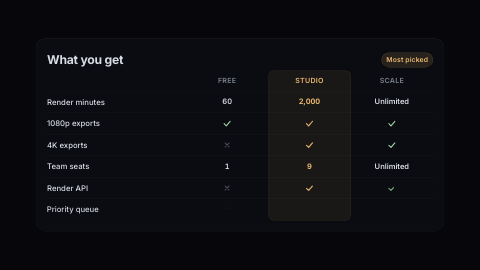 What you get
Most picked
FREE STUDIO SCALE
Render minutes 60 2,000 Unlimited
1080p exports
4K exports
Team seats 1 9 Unlimited
Render API
Priority queue